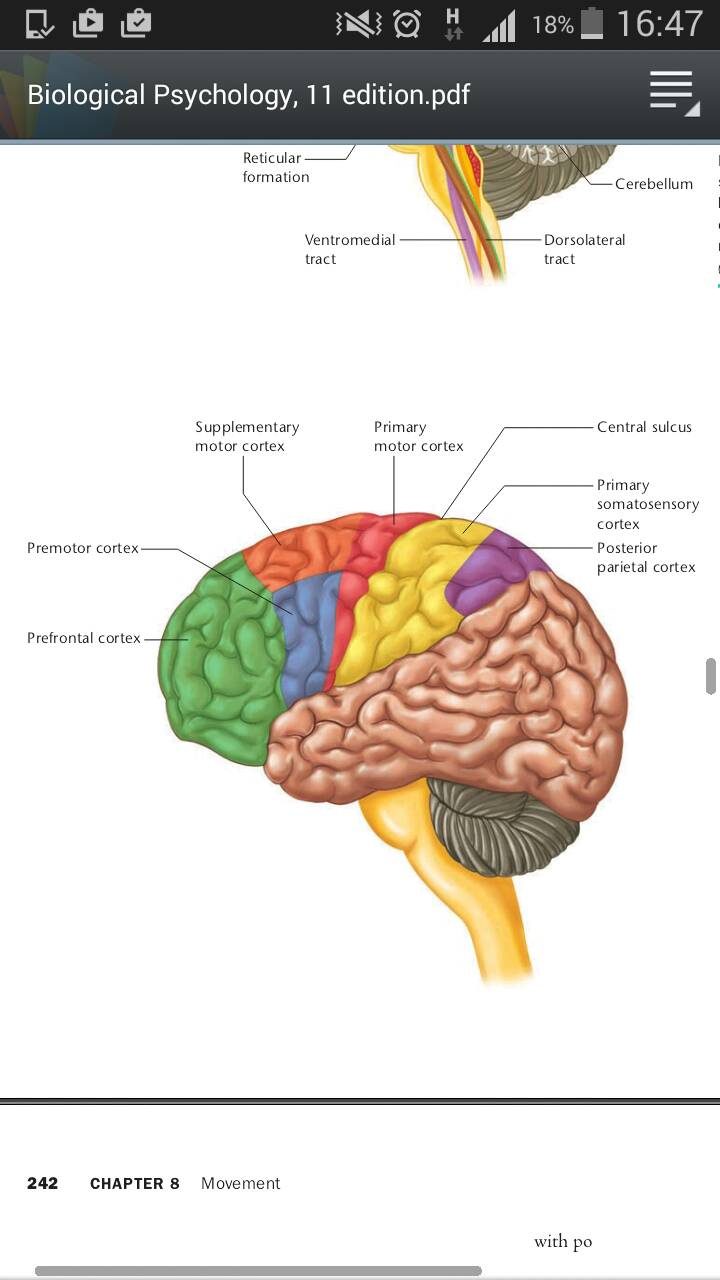 H 18% 16:47
Biological Psychology, 11 edition.pdf
Reticular
formation
Cerebellum
Ventromedial
tract
Dorsolateral
tract
Supplementary
motor cortex
Primary
motor cortex
Central sulcus
Primary
somatosensory
cortex
Premotor cortex
Posterior
parietal cortex
Prefrontal cortex
242 CHAPTER 8 Movement
with po